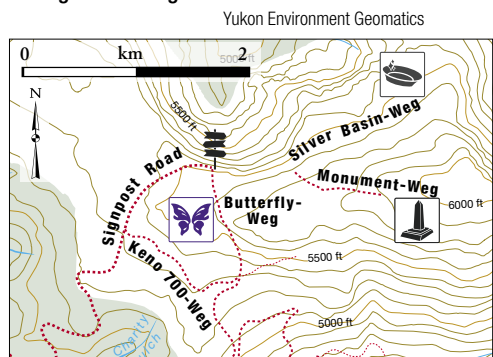 Yukon Environment Geomatics
0 km 2
5000 ft
N
5500 ft
Silver Basin-Weg
Signpost Road
Monument-Weg
Butterfly-
Weg
6000 ft
Keno 700-Weg
5500 ft
5000 ft
Charity